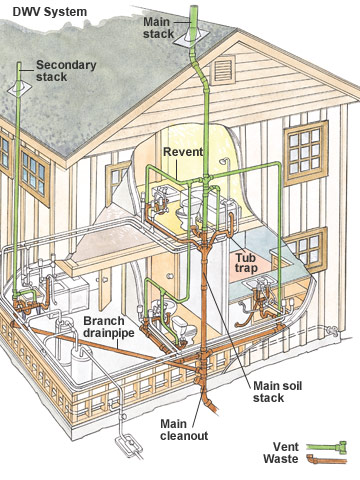 DWV System
Main
stack
Secondary
stack
Revent
Tub
trap
Branch
drainpipe
Main soil
stack
Main
cleanout
Vent
Waste